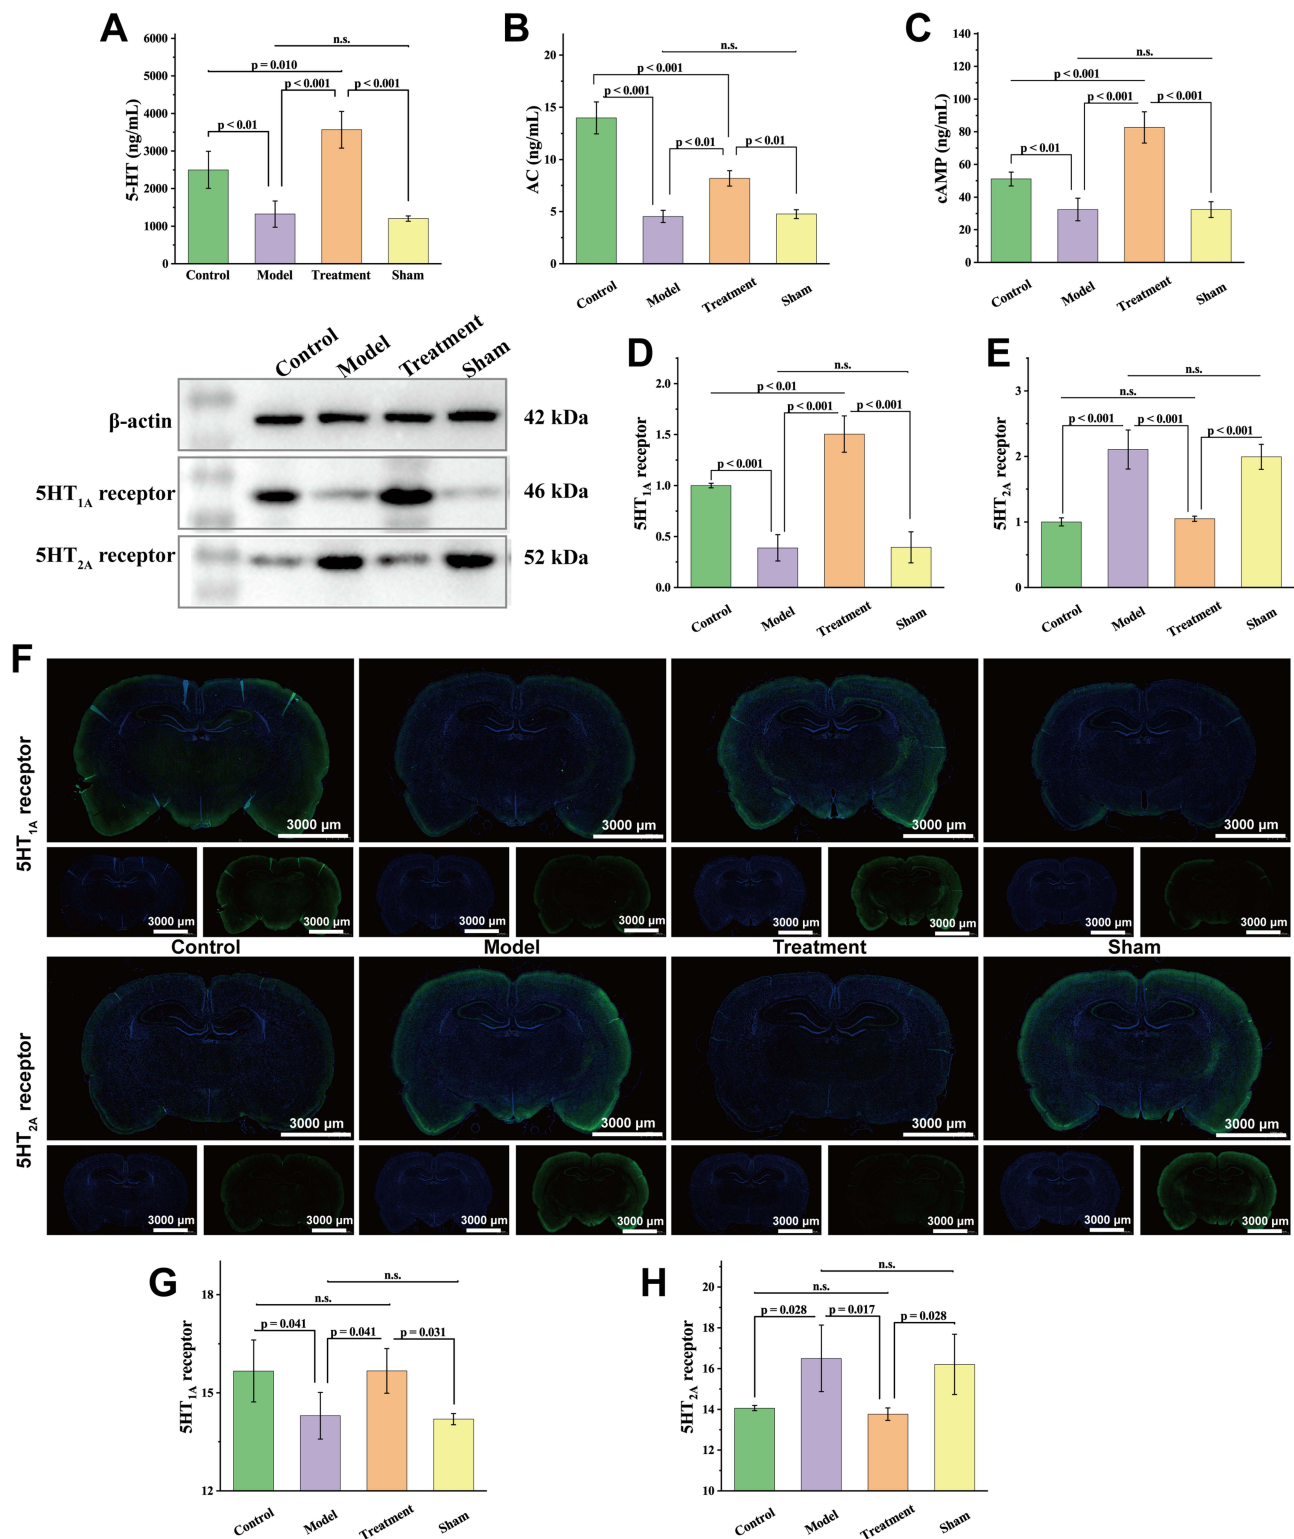 A
6000
5000
4000
3000
2000
1000
0
5-HT (ng/mL)
n.s.
p = 0.010
p < 0.001
p < 0.001
p < 0.01
Control Model Treatment Sham
B
20
15
10
5
0
AC (ng/mL)
n.s.
p < 0.001
p < 0.001
p < 0.01
p < 0.01
Control Model Treatment Sham
C
140
120
100
80
60
40
20
0
cAMP (ng/mL)
n.s.
p < 0.001
p < 0.001
p < 0.001
p < 0.01
Control Model Treatment Sham
Control Model Treatment Sham
β-actin 42 kDa
5HT1A receptor 46 kDa
5HT2A receptor 52 kDa
D
2.0
1.5
1.0
0.5
0.0
5HT1A receptor
n.s.
p < 0.01
p < 0.001
p < 0.001
p < 0.001
Control Model Treatment Sham
E
3
2
1
0
5HT2A receptor
n.s.
n.s.
p < 0.001
p < 0.001
p < 0.001
Control Model Treatment Sham
F
5HT1A receptor
3000 μm 3000 μm 3000 μm 3000 μm
3000 μm 3000 μm 3000 μm 3000 μm 3000 μm 3000 μm 3000 μm 3000 μm
Control Model Treatment Sham
5HT2A receptor
3000 μm 3000 μm 3000 μm 3000 μm
3000 μm 3000 μm 3000 μm 3000 μm 3000 μm 3000 μm 3000 μm 3000 μm
G
18
15
12
5HT1A receptor
n.s.
n.s.
p = 0.041
p = 0.041
p = 0.031
Control Model Treatment Sham
H
20
18
16
14
12
10
5HT2A receptor
n.s.
n.s.
p = 0.028
p = 0.017
p = 0.028
Control Model Treatment Sham